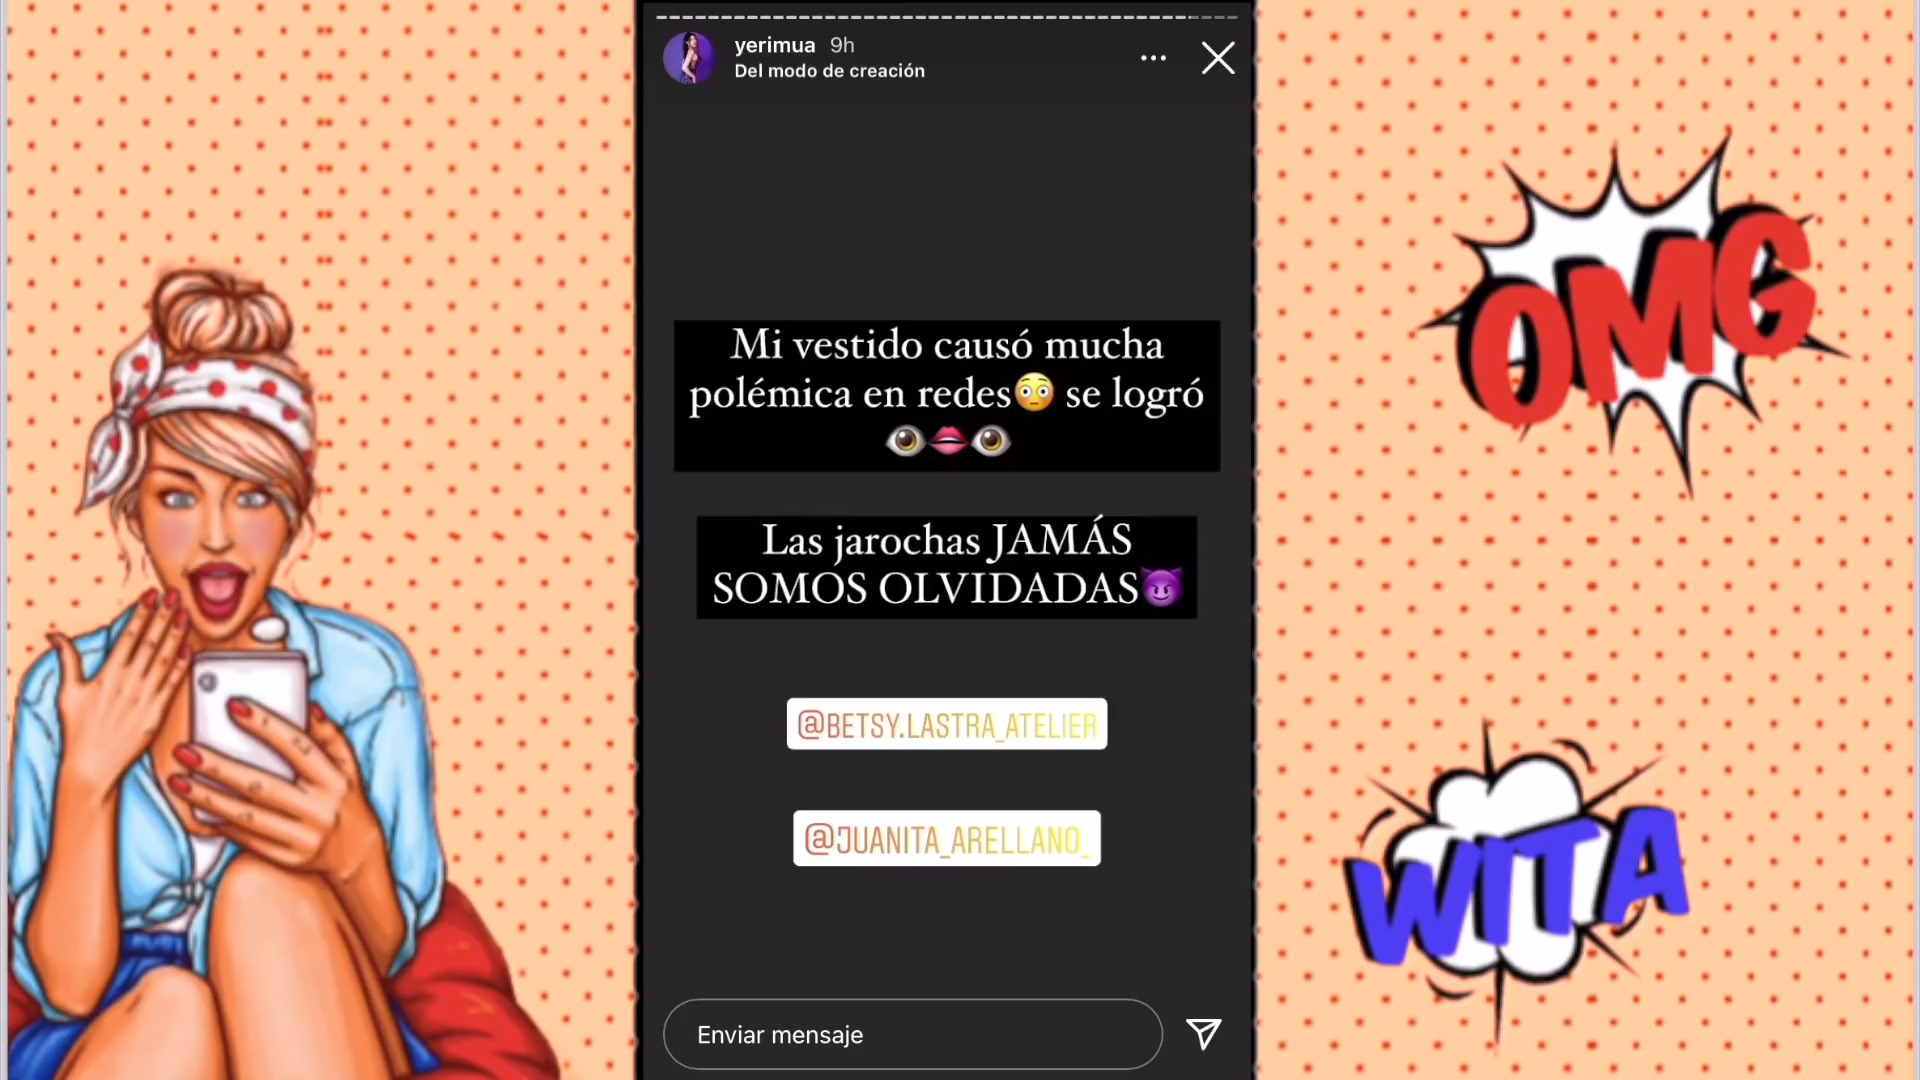 yerimua 9h
Del modo de creación
Mi vestido causó mucha
polémica en redes😳 se logró
👁️👄👁️
Las jarochas JAMÁS
SOMOS OLVIDADAS😈
@BETSY.LASTRA_ATELIER
@JUANITA_ARELLANO_
Enviar mensaje
OMG
WITA